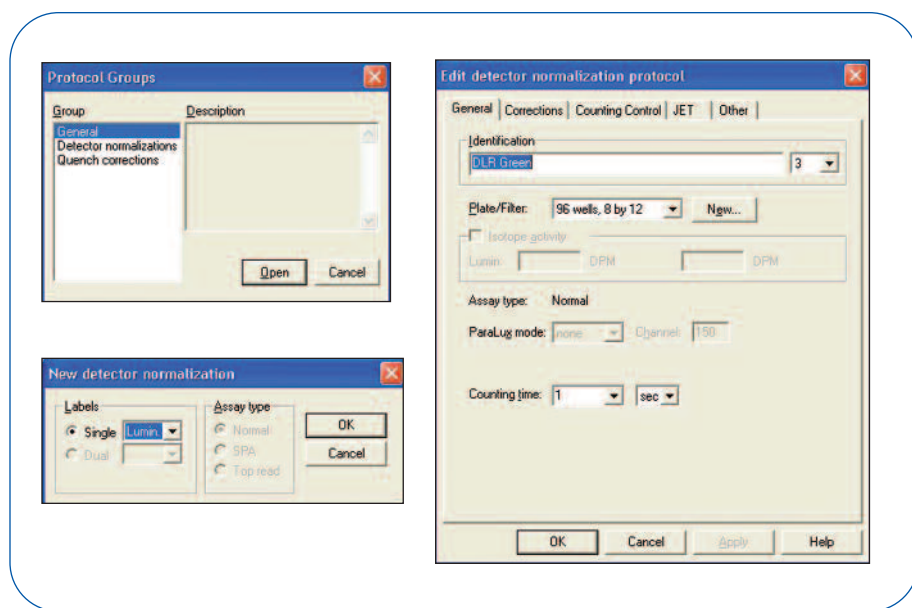 Protocol Groups
Group Description
General
Detector normalizations
Quench corrections
Open Cancel
New detector normalization
Labels Assay type
Single Lumin. Normal OK
Dual SPA Cancel
Top read
Edit detector normalization protocol
General Corrections Counting Control JET Other
Identification
DLR Green 3
Plate/Filter: 96 wells, 8 by 12 New...
Isotope activity
Lumin. DPM DPM
Assay type: Normal
ParaLux mode: none Channel: 150
Counting time: 1 sec
OK Cancel Apply Help